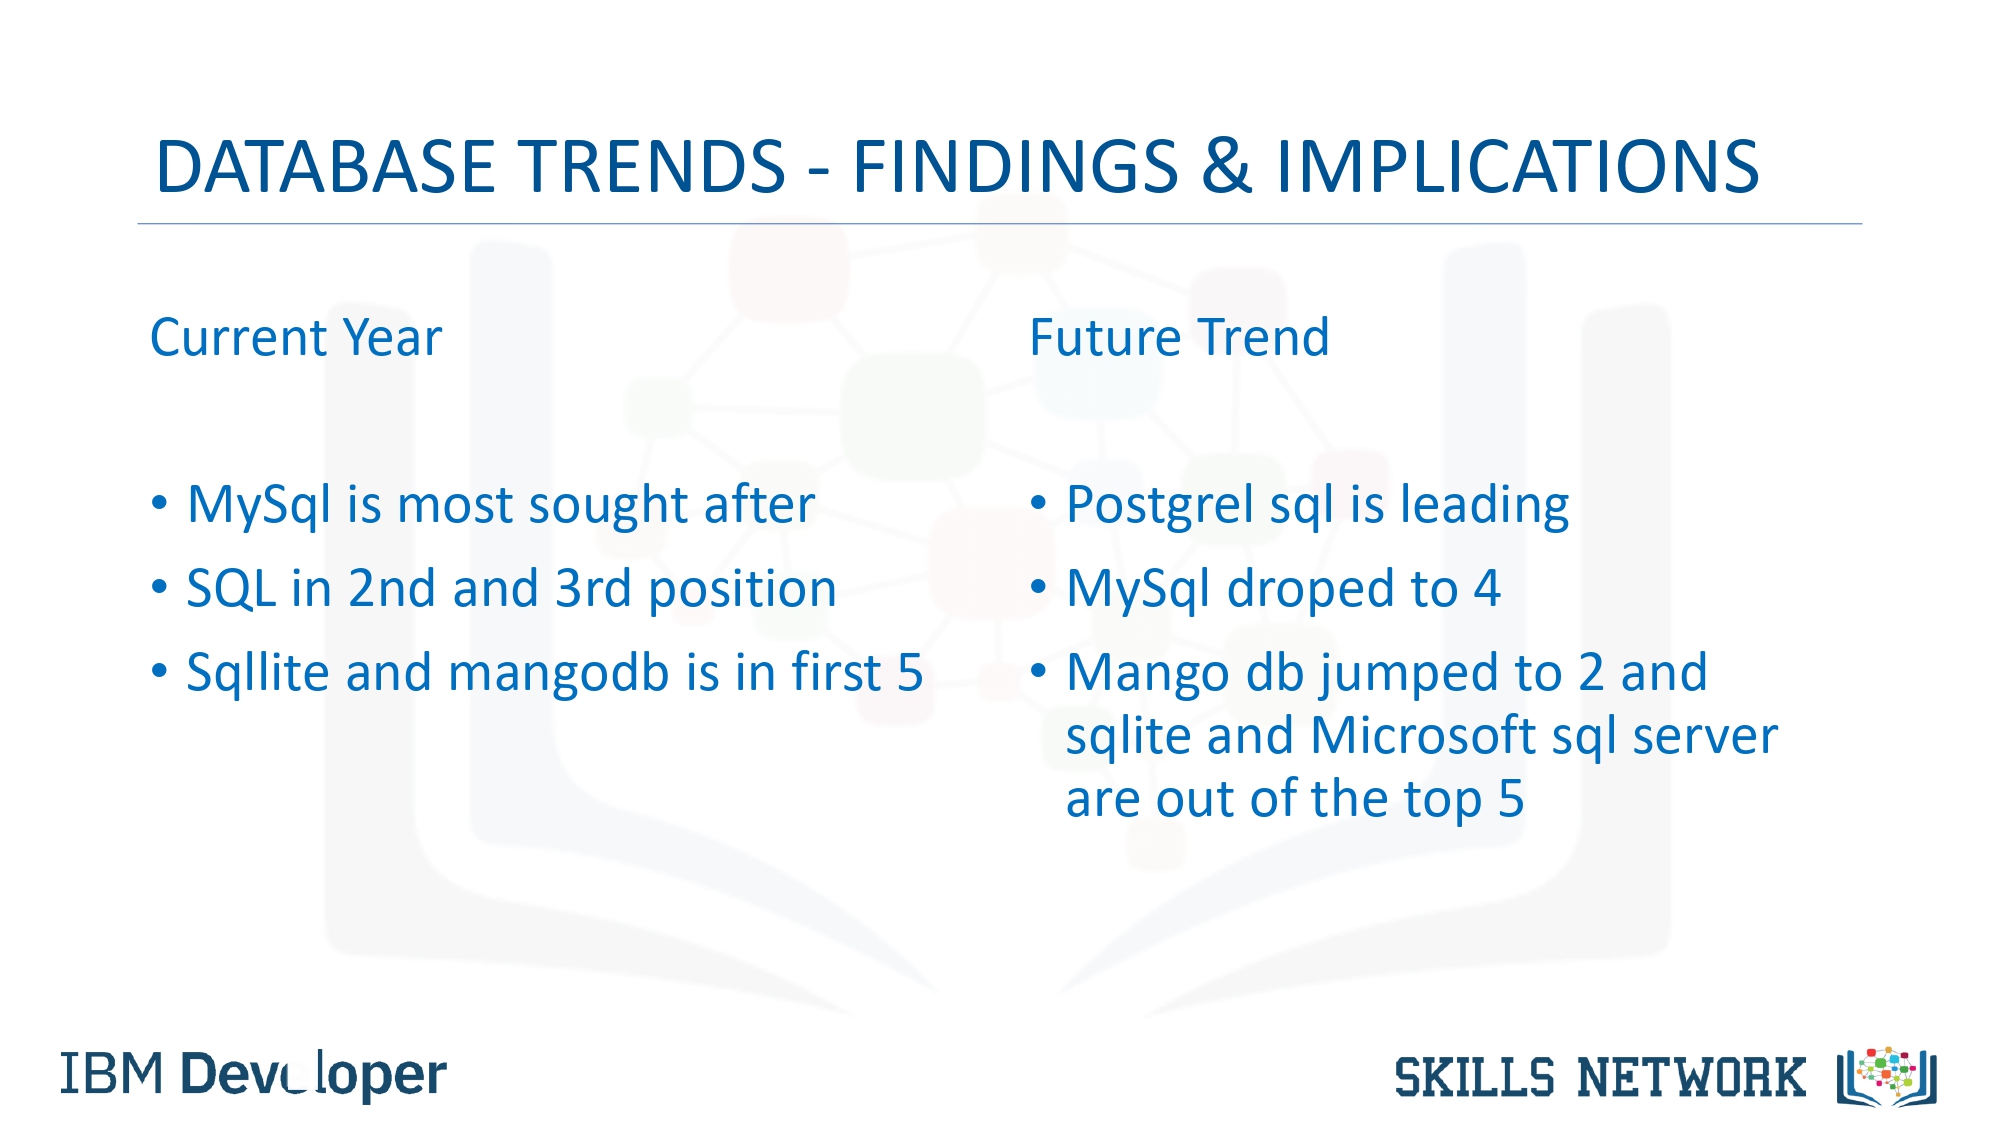 DATABASE TRENDS - FINDINGS & IMPLICATIONS
Current Year
• MySql is most sought after
• SQL in 2nd and 3rd position
• Sqllite and mangodb is in first 5
Future Trend
• Postgrel sql is leading
• MySql droped to 4
• Mango db jumped to 2 and
sqlite and Microsoft sql server
are out of the top 5
IBM Developer
SKILLS NETWORK